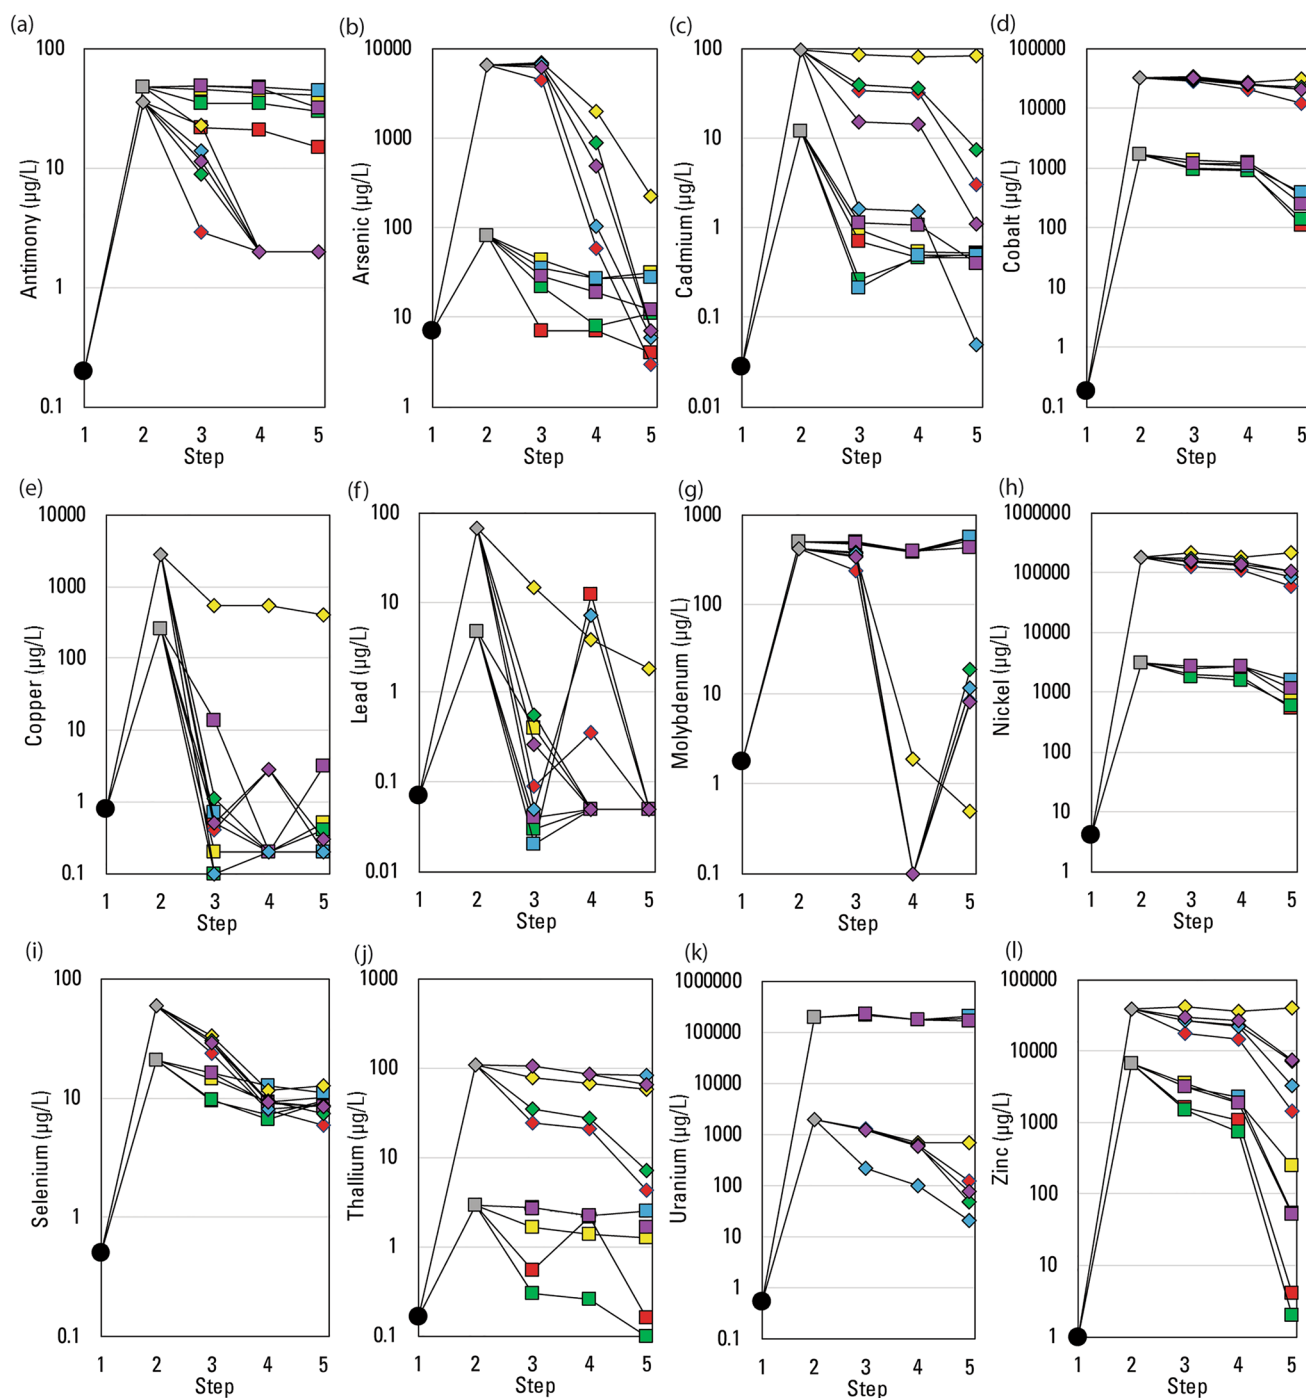 (a)
100
10
1
0.1
Antimony (µg/L)
1 2 3 4 5
Step
(b)
10000
1000
100
10
1
Arsenic (µg/L)
1 2 3 4 5
Step
(c)
100
10
1
0.1
0.01
Cadmium (µg/L)
1 2 3 4 5
Step
(d)
100000
10000
1000
100
10
1
0.1
Cobalt (µg/L)
1 2 3 4 5
Step
(e)
10000
1000
100
10
1
0.1
Copper (µg/L)
1 2 3 4 5
Step
(f)
100
10
1
0.1
0.01
Lead (µg/L)
1 2 3 4 5
Step
(g)
1000
100
10
1
0.1
Molybdenum (µg/L)
1 2 3 4 5
Step
(h)
1000000
100000
10000
1000
100
10
1
Nickel (µg/L)
1 2 3 4 5
Step
(i)
100
10
1
0.1
Selenium (µg/L)
1 2 3 4 5
Step
(j)
1000
100
10
1
0.1
Thallium (µg/L)
1 2 3 4 5
Step
(k)
1000000
100000
10000
1000
100
10
1
0.1
Uranium (µg/L)
1 2 3 4 5
Step
(l)
100000
10000
1000
100
10
1
Zinc (µg/L)
1 2 3 4 5
Step